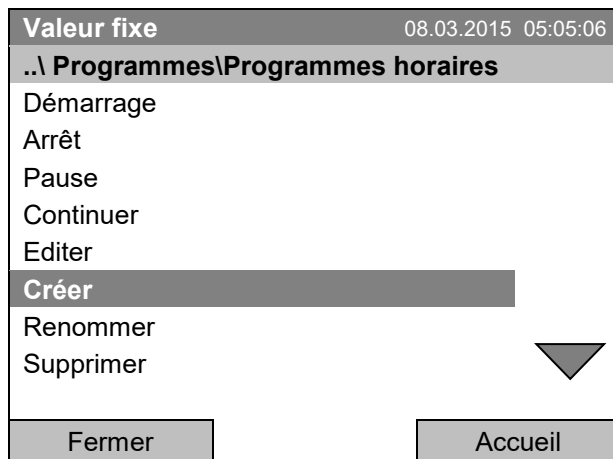 Valeur fixe 08.03.2015 05:05:06
..\ Programmes\Programmes horaires
Démarrage
Arrêt
Pause
Continuer
Editer
Créer
Renommer
Supprimer
Fermer Accueil